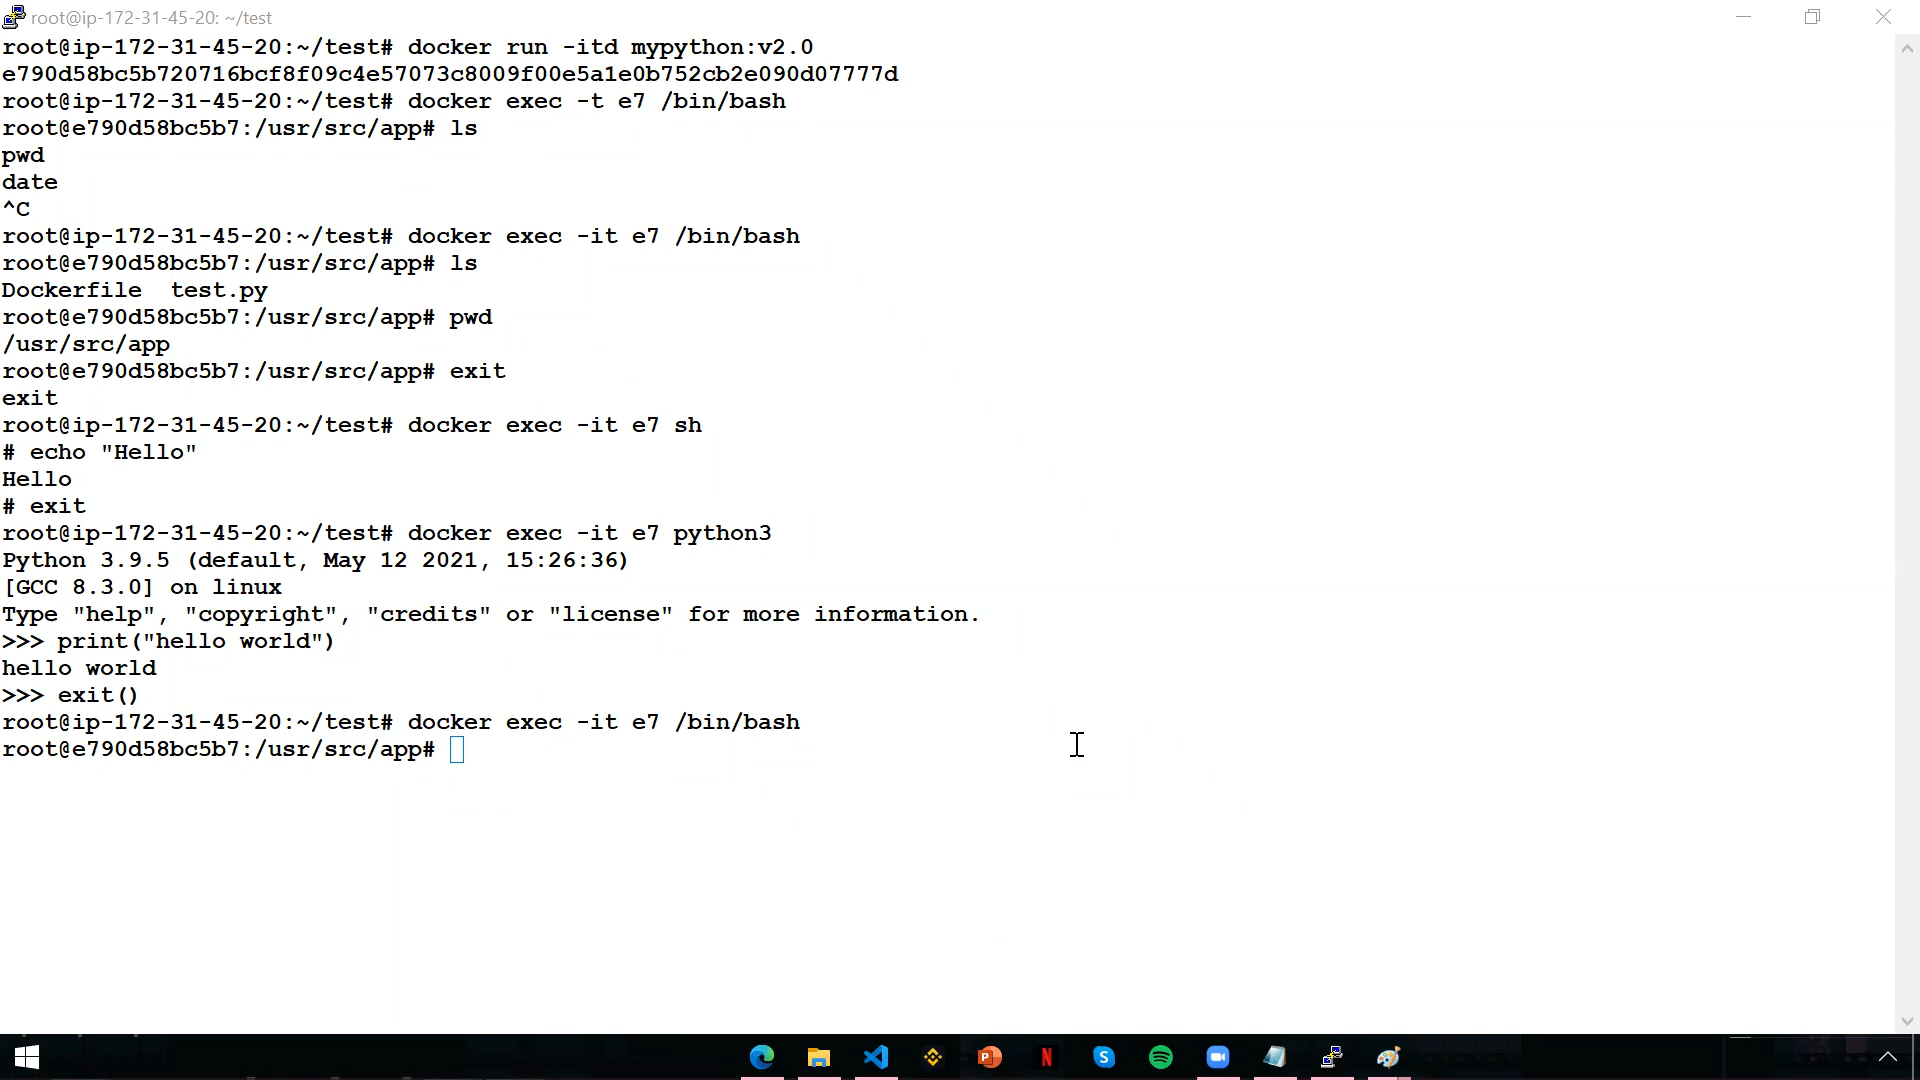 root@ip-172-31-45-20: ~/test
root@ip-172-31-45-20:~/test# docker run -itd mypython:v2.0
e790d58bc5b720716bcf8f09c4e57073c8009f00e5a1e0b752cb2e090d07777d
root@ip-172-31-45-20:~/test# docker exec -t e7 /bin/bash
root@e790d58bc5b7:/usr/src/app# ls
pwd
date
^C
root@ip-172-31-45-20:~/test# docker exec -it e7 /bin/bash
root@e790d58bc5b7:/usr/src/app# ls
Dockerfile  test.py
root@e790d58bc5b7:/usr/src/app# pwd
/usr/src/app
root@e790d58bc5b7:/usr/src/app# exit
exit
root@ip-172-31-45-20:~/test# docker exec -it e7 sh
# echo "Hello"
Hello
# exit
root@ip-172-31-45-20:~/test# docker exec -it e7 python3
Python 3.9.5 (default, May 12 2021, 15:26:36)
[GCC 8.3.0] on linux
Type "help", "copyright", "credits" or "license" for more information.
>>> print("hello world")
hello world
>>> exit()
root@ip-172-31-45-20:~/test# docker exec -it e7 /bin/bash
root@e790d58bc5b7:/usr/src/app#